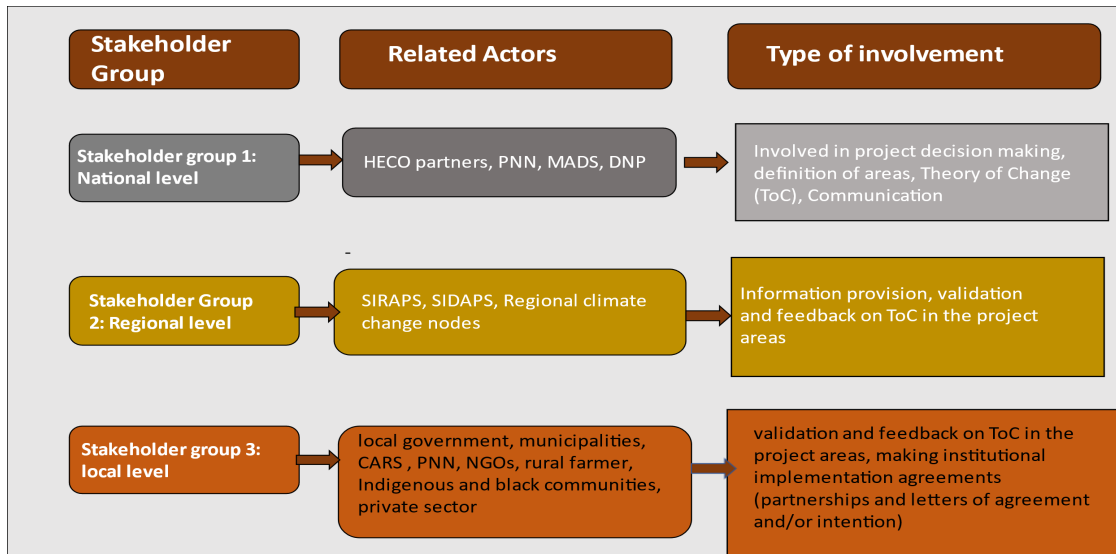 Stakeholder
Group
Related Actors
Type of involvement
Stakeholder group 1:
National level
HECO partners, PNN, MADS, DNP
Involved in project decision making,
definition of areas, Theory of Change
(ToC), Communication
-
Stakeholder Group
2: Regional level
SIRAPS, SIDAPS, Regional climate
change nodes
Information provision, validation
and feedback on ToC in the project
areas
Stakeholder group 3:
local level
local government, municipalities,
CARS , PNN, NGOs, rural farmer,
Indigenous and black communities,
private sector
validation and feedback on ToC in the
project areas, making institutional
implementation agreements
(partnerships and letters of agreement
and/or intention)